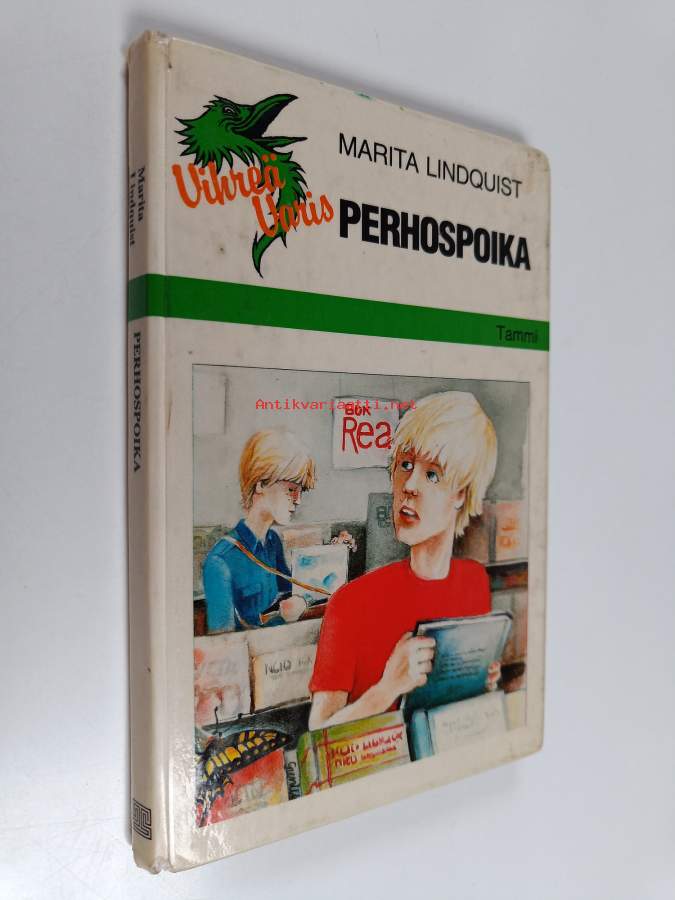 Vihreä
Varis
MARITA LINDQUIST
PERHOSPOIKA
Tammi
Antikvariaatti.net
BOK
Rea
Marita
Lindquist
PERHOSPOIKA